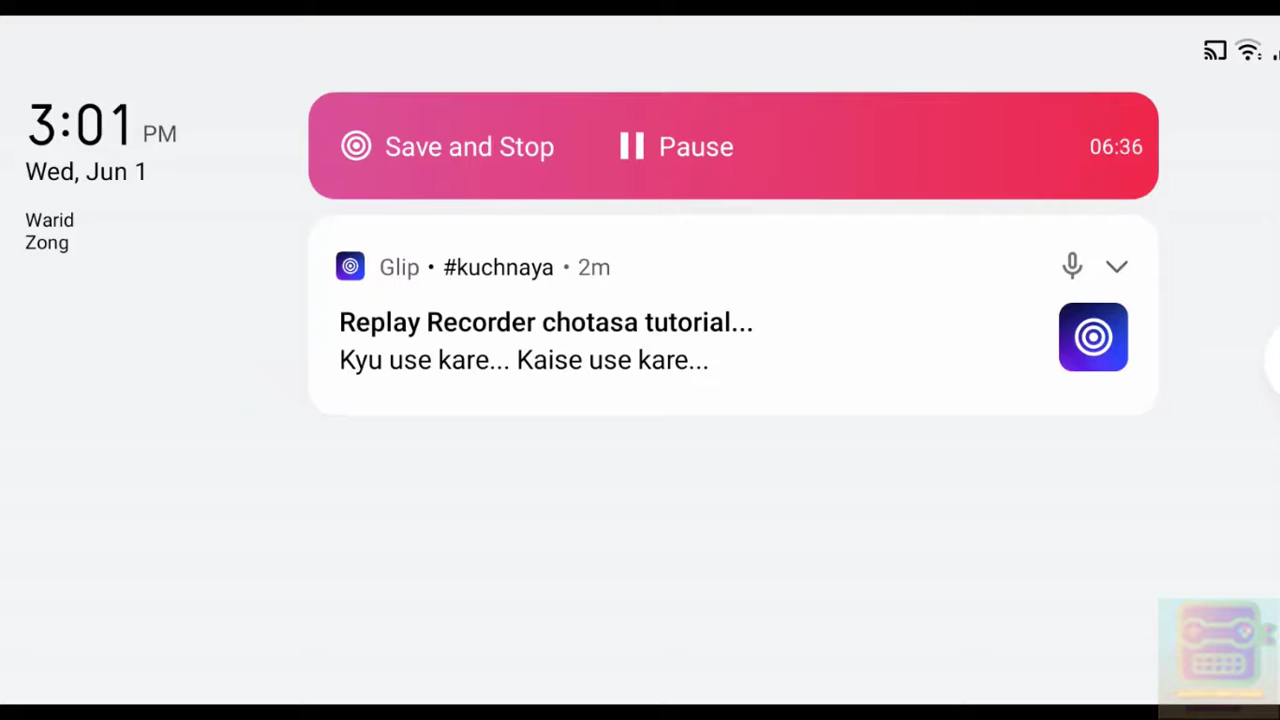 3:01 PM
Wed, Jun 1
Warid
Zong
Save and Stop
Pause
06:36
Glip • #kuchnaya • 2m
Replay Recorder chotasa tutorial...
Kyu use kare... Kaise use kare...